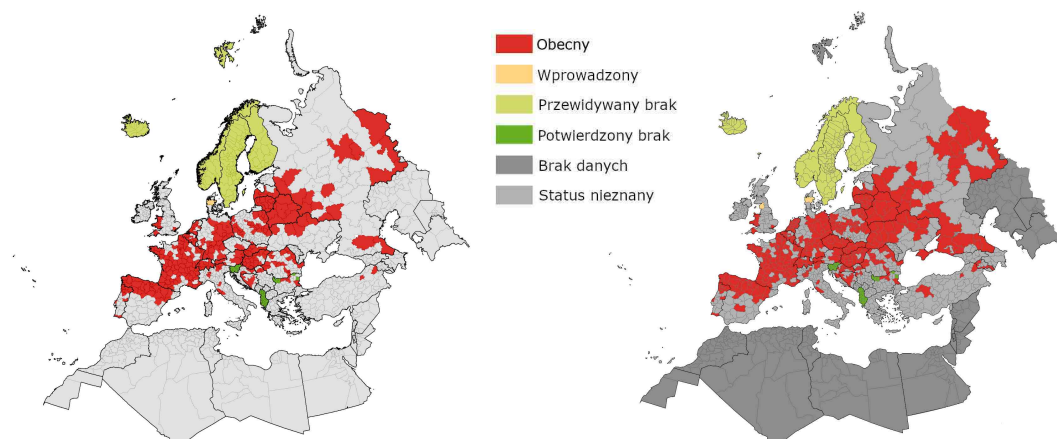 Obecny
Wprowadzony
Przewidywany brak
Potwierdzony brak
Brak danych
Status nieznany